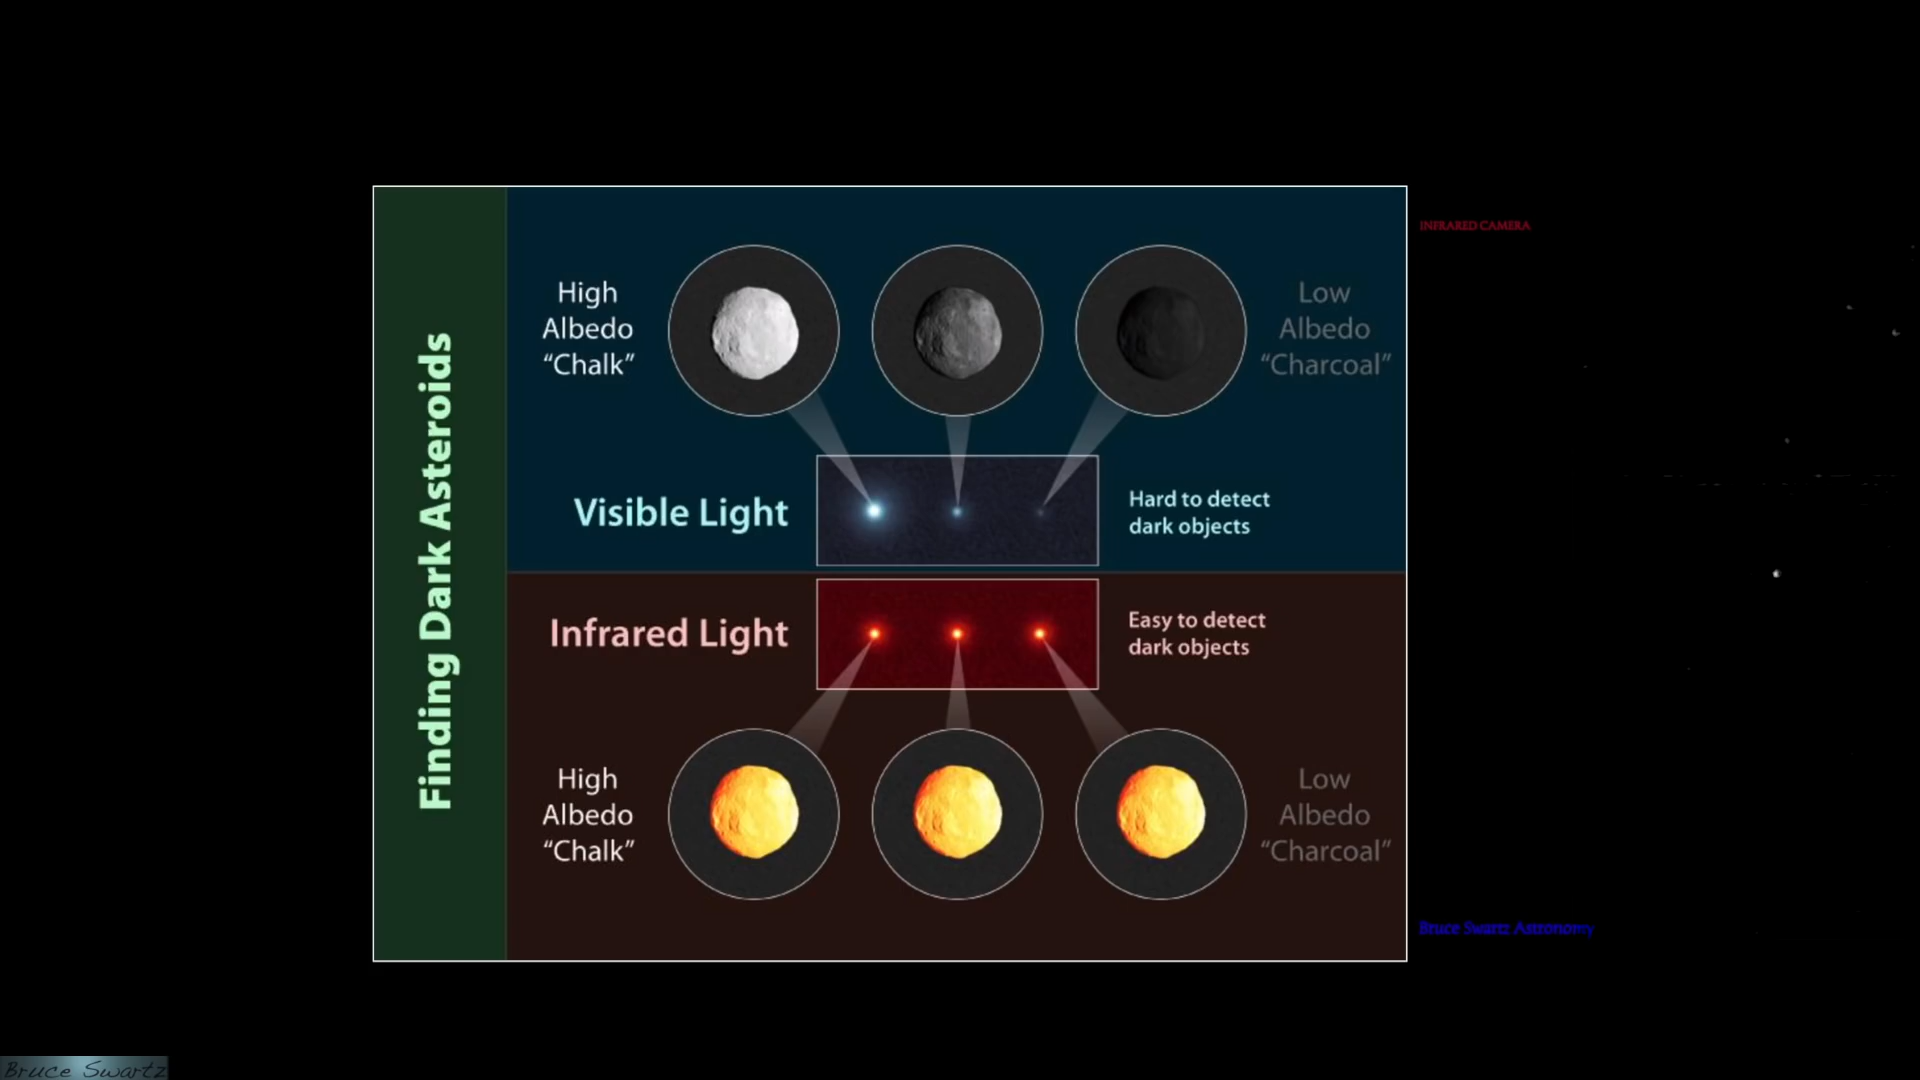 Finding Dark Asteroids
High
Albedo
“Chalk”
Low
Albedo
“Charcoal”
Visible Light
Hard to detect
dark objects
Infrared Light
Easy to detect
dark objects
High
Albedo
“Chalk”
Low
Albedo
“Charcoal”
INFRARED CAMERA
Bruce Swartz Astronomy
Bruce Swartz